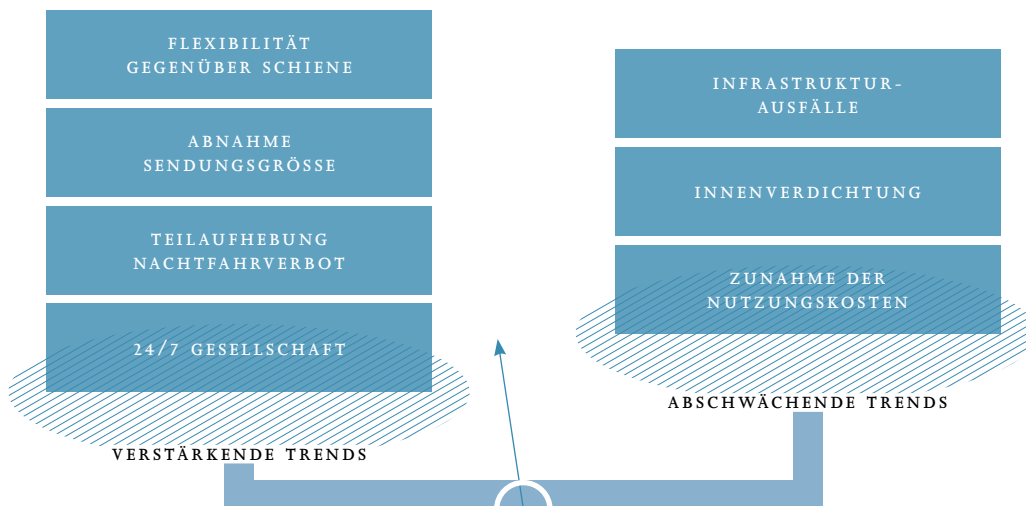 FLEXIBILITÄT
GEGENÜBER SCHIENE
ABNAHME
SENDUNGSGRÖSSE
TEILAUFHEBUNG
NACHTFAHRVERBOT
24/7 GESELLSCHAFT
VERSTÄRKENDE TRENDS
INFRASTRUKTUR-
AUSFÄLLE
INNENVERDICHTUNG
ZUNAHME DER
NUTZUNGSKOSTEN
ABSCHWÄCHENDE TRENDS